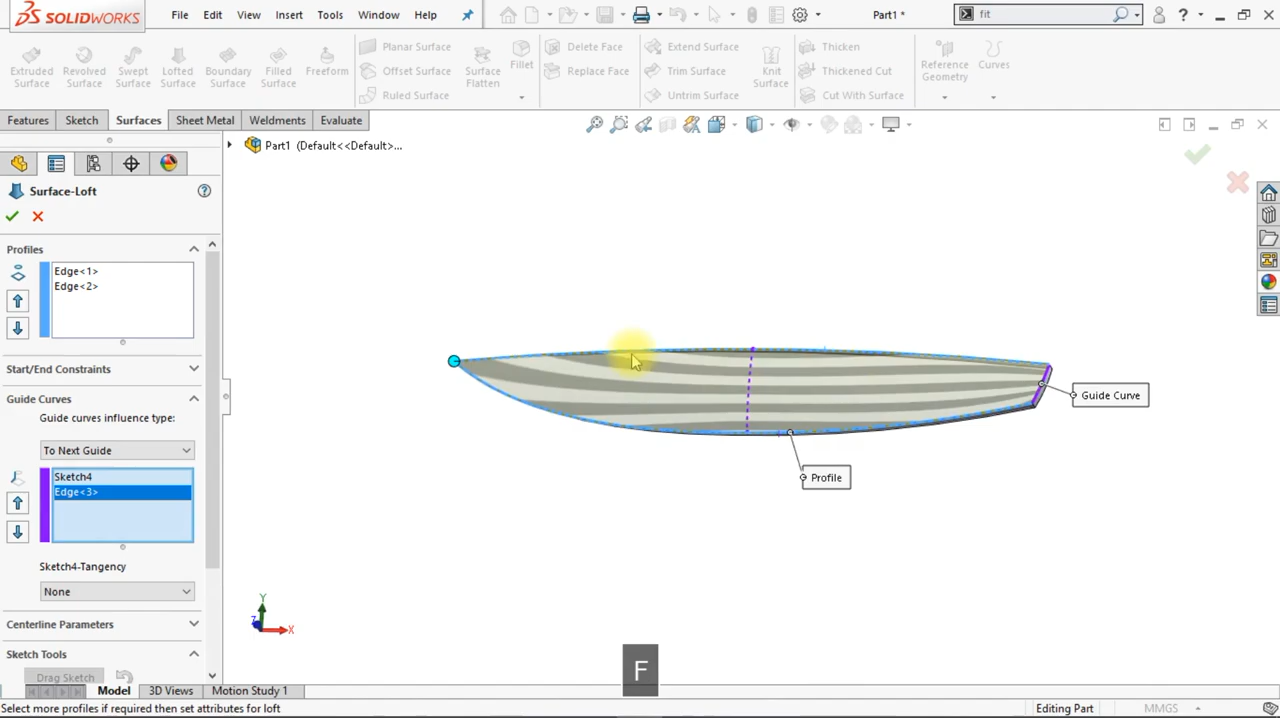 SOLIDWORKS File Edit View Insert Tools Window Help Part1 * fit
Extruded Surface
Revolved Surface
Swept Surface
Lofted Surface
Boundary Surface
Filled Surface
Freeform
Planar Surface
Offset Surface
Ruled Surface
Surface Flatten
Fillet
Delete Face
Replace Face
Extend Surface
Trim Surface
Untrim Surface
Knit Surface
Thicken
Thickened Cut
Cut With Surface
Reference Geometry
Curves
Features Sketch Surfaces Sheet Metal Weldments Evaluate
Part1 (Default<<Default>...
Surface-Loft
Profiles
Edge<1>
Edge<2>
Start/End Constraints
Guide Curves
Guide curves influence type:
To Next Guide
Sketch4
Edge<3>
Sketch4-Tangency
None
Centerline Parameters
Sketch Tools
Drag Sketch
Guide Curve
Profile
Y
Z
X
F
Model 3D Views Motion Study 1
Select more profiles if required then set attributes for loft Editing Part MMGS